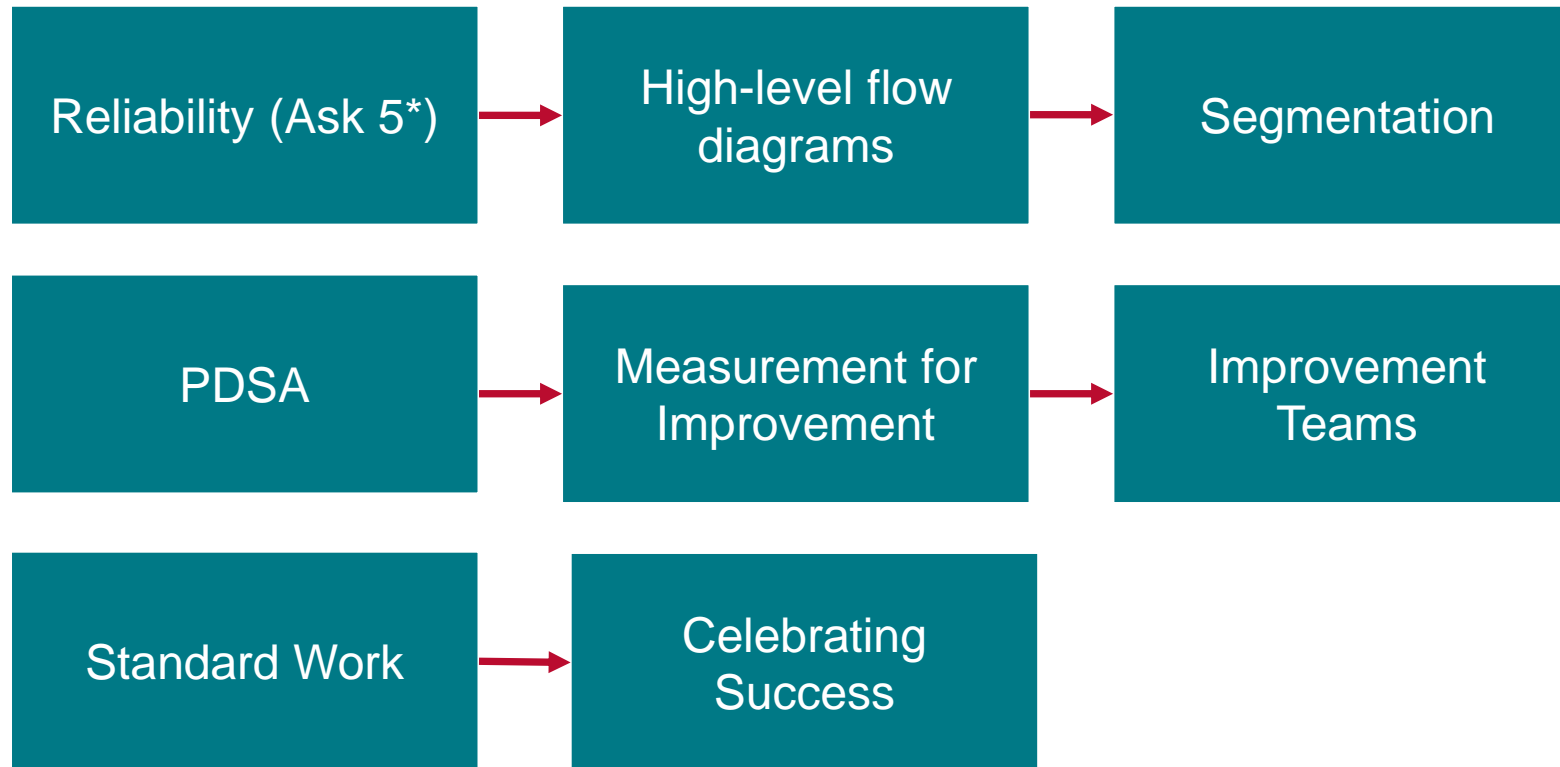 Reliability (Ask 5*)
High-level flow
diagrams
Segmentation
PDSA
Measurement for
Improvement
Improvement
Teams
Standard Work
Celebrating
Success